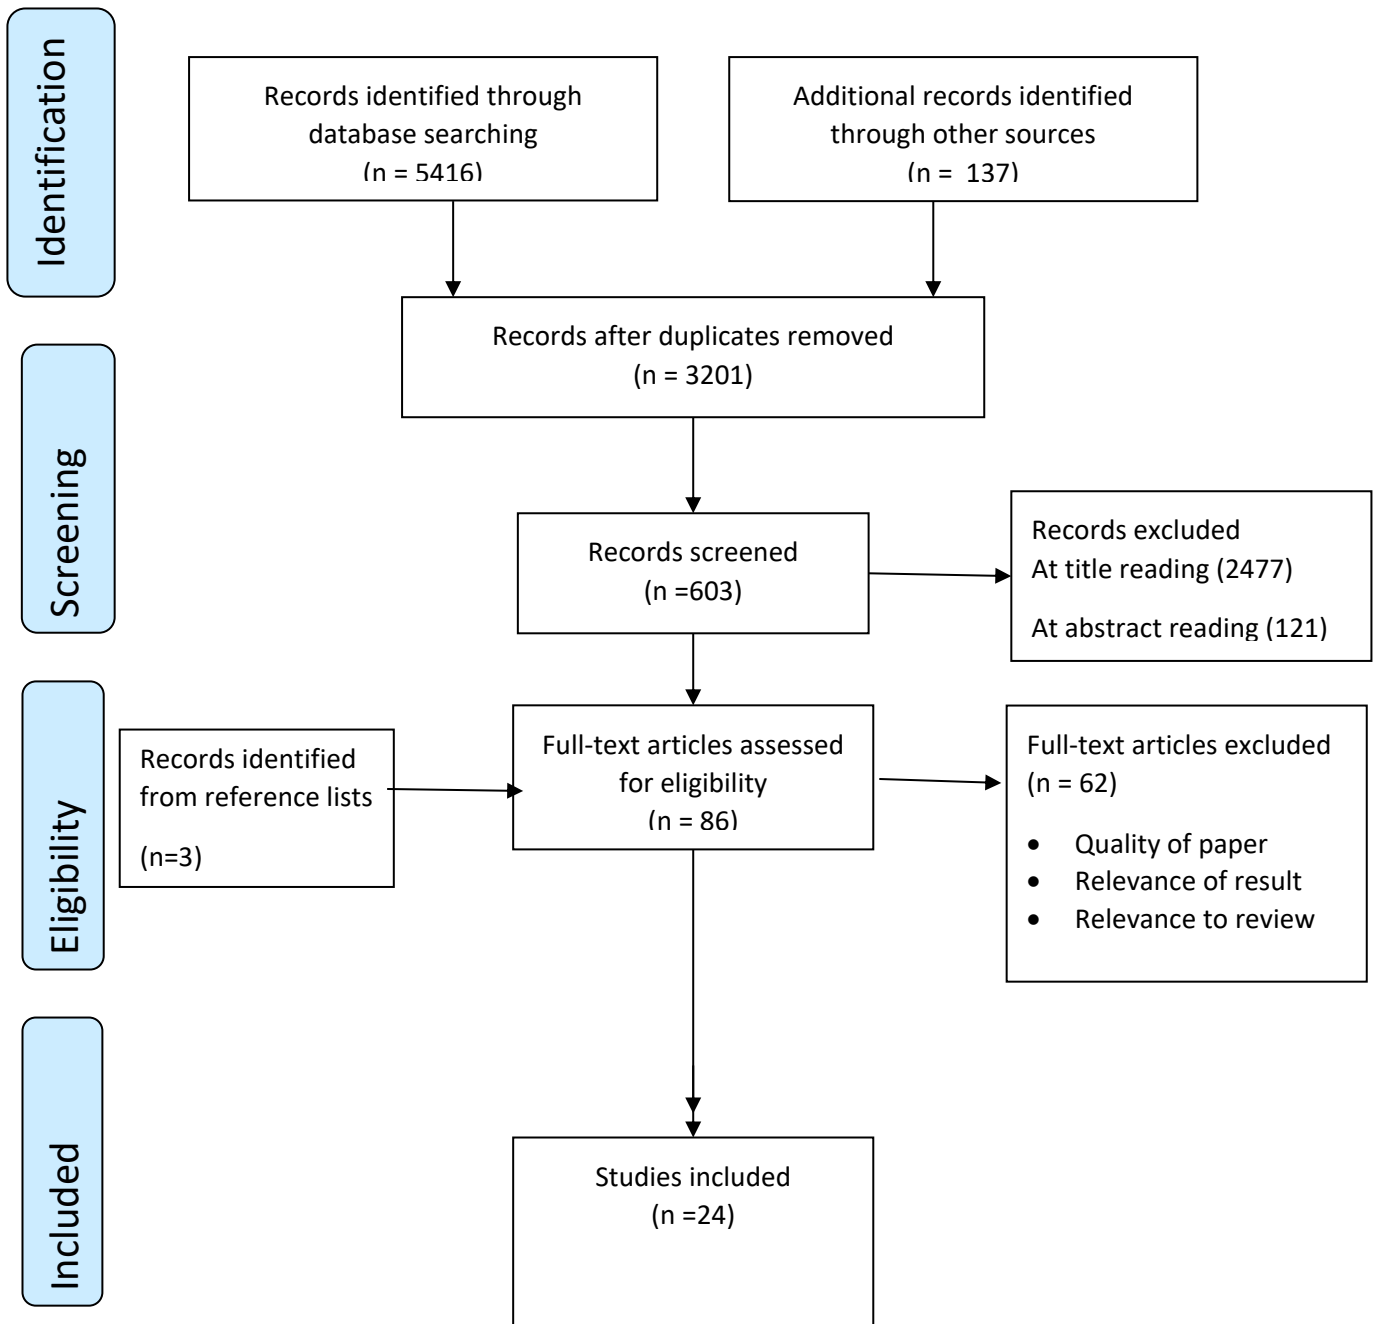 Identification
Records identified through
database searching
(n = 5416)
Additional records identified
through other sources
(n = 137)
Records after duplicates removed
(n = 3201)
Screening
Records screened
(n =603)
Records excluded
At title reading (2477)
At abstract reading (121)
Eligibility
Records identified
from reference lists
(n=3)
Full-text articles assessed
for eligibility
(n = 86)
Full-text articles excluded
(n = 62)
• Quality of paper
• Relevance of result
• Relevance to review
Included
Studies included
(n =24)